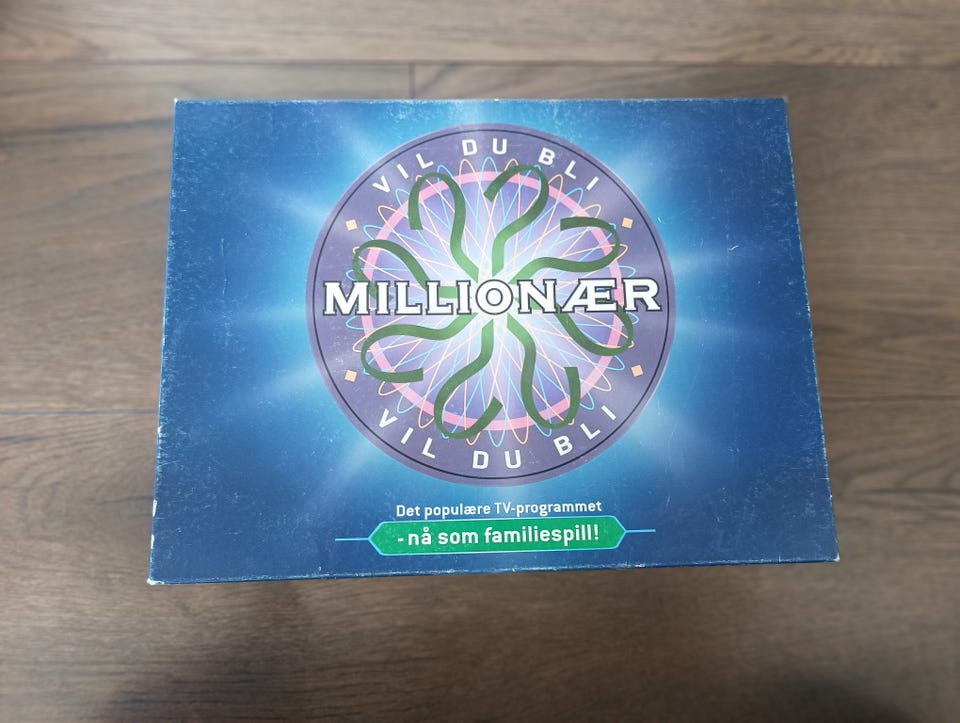 VIL DU BLI
MILLIONÆR
VIL DU BLI
Det populære TV-programmet
- nå som familiespill!